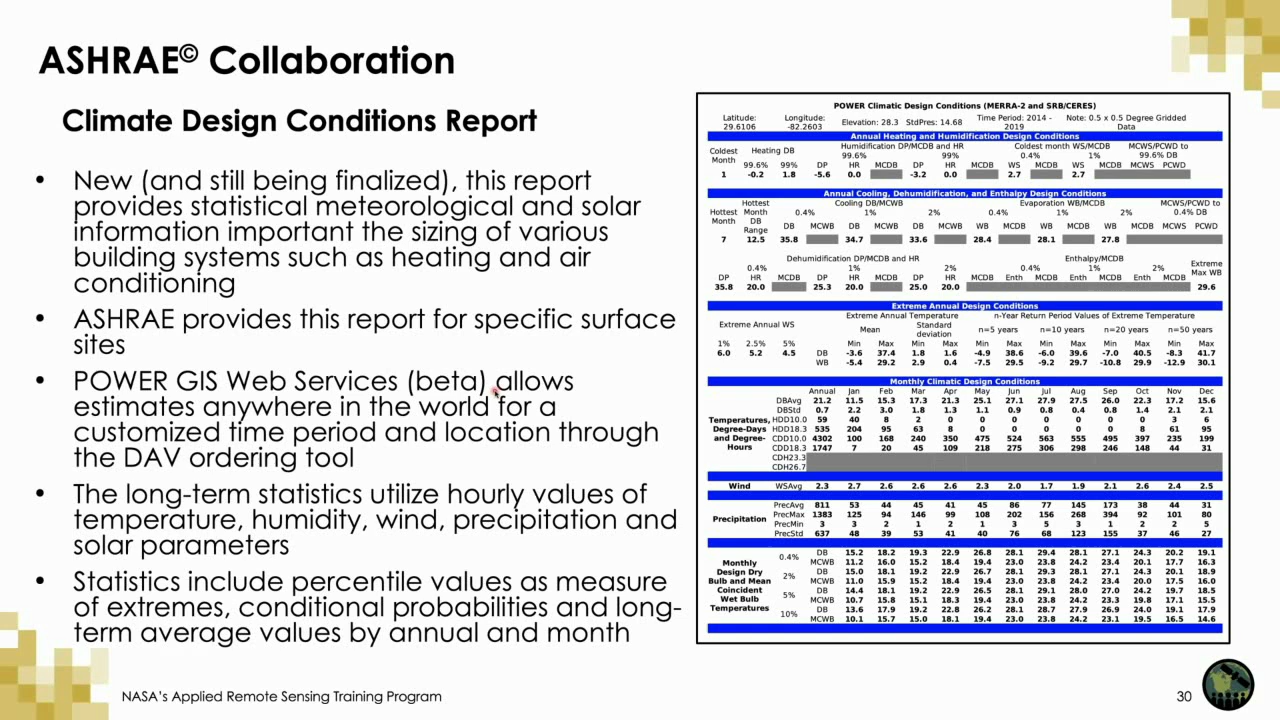 ASHRAE© Collaboration
Climate Design Conditions Report
• New (and still being finalized), this report
provides statistical meteorological and solar
information important the sizing of various
building systems such as heating and air
conditioning
• ASHRAE provides this report for specific surface
sites
• POWER GIS Web Services (beta) allows
estimates anywhere in the world for a
customized time period and location through
the DAV ordering tool
• The long-term statistics utilize hourly values of
temperature, humidity, wind, precipitation and
solar parameters
• Statistics include percentile values as measure
of extremes, conditional probabilities and long-
term average values by annual and month
POWER Climatic Design Conditions (MERRA-2 and SRB/CERES)
Latitude: 29.6106 Longitude: -82.2603 Elevation: 28.3 StdPres: 14.68 Time Period: 2014 - 2019 Note: 0.5 x 0.5 Degree Gridded Data
Annual Heating and Humidification Design Conditions
Coldest Month Heating DB Humidification DP/MCDB and HR Coldest month WS/MCDB MCWS/PCWD to 99.6% DB
99.6% 99% 0.4% 1%
99.6% 99% DP HR MCDB DP HR MCDB WS MCDB WS MCDB MCWS PCWD
1 -0.2 1.8 -5.6 0.0 -3.2 0.0 2.7 2.7
Annual Cooling, Dehumidification, and Enthalpy Design Conditions
Hottest Month Hottest Month DB Range Cooling DB/MCWB Evaporation WB/MCDB MCWS/PCWD to 0.4% DB
0.4% 1% 2% 0.4% 1% 2%
DB MCWB DB MCWB DB MCWB WB MCDB WB MCDB WB MCDB MCWS PCWD
7 12.5 35.8 34.7 33.6 28.4 28.1 27.8
Dehumidification DP/MCDB and HR Enthalpy/MCDB Extreme Max WB
0.4% 1% 2% 0.4% 1% 2%
DP HR MCDB DP HR MCDB DP HR MCDB Enth MCDB Enth MCDB Enth MCDB
35.8 20.0 25.3 20.0 25.0 20.0 29.6
Extreme Annual Design Conditions
Extreme Annual WS Extreme Annual Temperature n-Year Return Period Values of Extreme Temperature
Mean Standard deviation n=5 years n=10 years n=20 years n=50 years
1% 2.5% 5% Min Max Min Max Min Max Min Max Min Max Min Max
6.0 5.2 4.5 DB -3.6 37.4 1.8 1.6 -4.9 38.6 -6.0 39.6 -7.0 40.5 -8.3 41.7
WB -5.4 29.2 2.9 0.4 -7.5 29.5 -9.2 29.7 -10.8 29.9 -12.9 30.1
Monthly Climatic Design Conditions
Annual Jan Feb Mar Apr May Jun Jul Aug Sep Oct Nov Dec
Temperatures, Degree-Days and Degree-Hours
DBAvg 21.2 11.5 15.3 17.3 21.3 25.1 27.1 27.9 27.5 26.0 22.3 17.2 15.6
DBStd 0.7 2.2 3.0 1.8 1.3 1.1 0.9 0.8 0.4 0.8 1.4 2.1 2.1
HDD10.0 59 40 8 2 0 0 0 0 0 0 0 3 6
HDD18.3 535 204 95 63 8 0 0 0 0 0 8 61 95
CDD10.0 4302 100 168 240 350 475 524 563 555 495 397 235 199
CDD18.3 1747 7 20 45 109 218 275 306 298 246 148 44 31
CDH23.3
CDH26.7
Wind WSAvg 2.3 2.7 2.6 2.6 2.6 2.3 2.0 1.7 1.9 2.1 2.6 2.4 2.5
Precipitation
PrecAvg 811 53 44 45 41 45 86 77 145 173 38 44 31
PrecMax 1383 125 94 146 99 108 202 156 268 394 92 101 80
PrecMin 3 3 2 1 2 1 3 5 3 1 2 2 5
PrecStd 637 48 39 53 41 40 76 68 123 155 37 46 27
Monthly Design Dry Bulb and Mean Coincident Wet Bulb Temperatures
0.4% DB 15.2 18.2 19.3 22.9 26.8 28.1 29.4 28.1 27.1 24.3 20.2 19.1
MCWB 11.2 16.0 15.2 18.4 19.4 23.0 23.8 24.2 23.4 20.1 17.7 16.3
2% DB 15.0 18.1 19.2 22.9 26.7 28.1 29.3 28.1 27.1 24.3 20.1 18.9
MCWB 11.0 15.9 15.2 18.4 19.4 23.0 23.8 24.2 23.4 20.0 17.5 16.0
5% DB 14.4 18.1 19.2 22.9 26.5 28.1 29.1 28.0 27.0 24.2 19.7 18.5
MCWB 10.7 15.8 15.1 18.3 19.4 23.0 23.8 24.2 23.3 19.8 17.1 15.5
10% DB 13.6 17.9 19.2 22.8 26.2 28.1 28.7 27.9 26.9 24.0 19.1 17.9
MCWB 10.1 15.7 15.0 18.1 19.4 23.0 23.8 24.2 23.1 19.5 16.5 14.6
NASA's Applied Remote Sensing Training Program
30